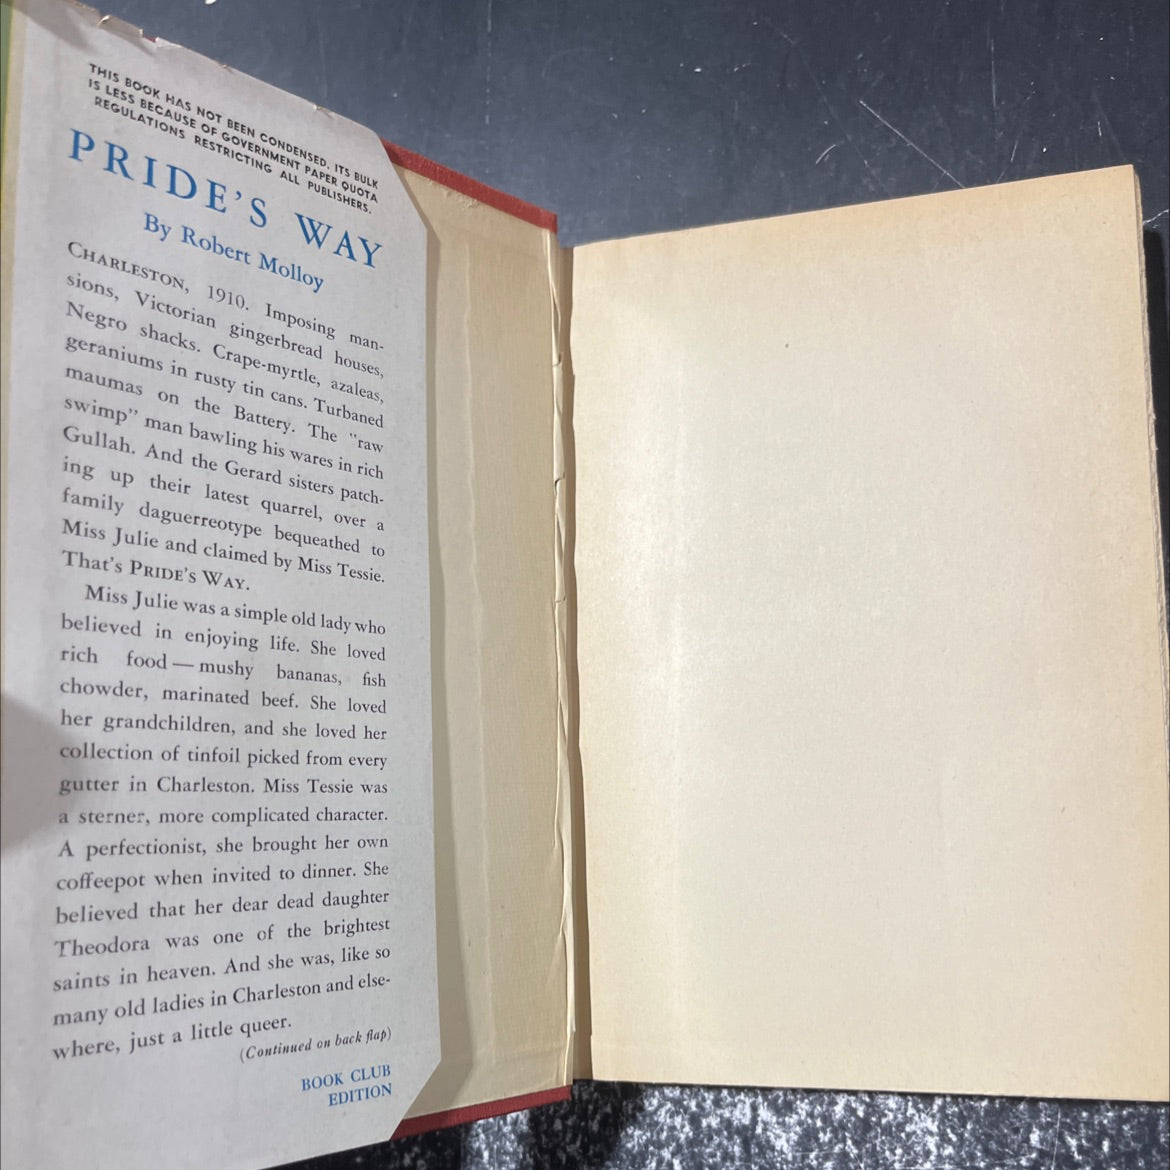 THIS BOOK HAS NOT BEEN CONDENSED. ITS BULK
IS LESS BECAUSE OF GOVERNMENT PAPER QUOTA
REGULATIONS RESTRICTING ALL PUBLISHERS.
PRIDE'S WAY
By Robert Molloy
CHARLESTON, 1910. Imposing man-
sions, Victorian gingerbread houses,
Negro shacks. Crape-myrtle, azaleas,
geraniums in rusty tin cans. Turbaned
maumas on the Battery. The "raw
swimp" man bawling his wares in rich
Gullah. And the Gerard sisters patch-
ing up their latest quarrel, over a
family daguerreotype bequeathed to
Miss Julie and claimed by Miss Tessie.
That's PRIDE'S WAY.
Miss Julie was a simple old lady who
believed in enjoying life. She loved
rich food — mushy bananas, fish
chowder, marinated beef. She loved
her grandchildren, and she loved her
collection of tinfoil picked from every
gutter in Charleston. Miss Tessie was
a sterner, more complicated character.
A perfectionist, she brought her own
coffeepot when invited to dinner. She
believed that her dear dead daughter
Theodora was one of the brightest
saints in heaven. And she was, like so
many old ladies in Charleston and else-
where, just a little queer.
(Continued on back flap)
BOOK CLUB
EDITION